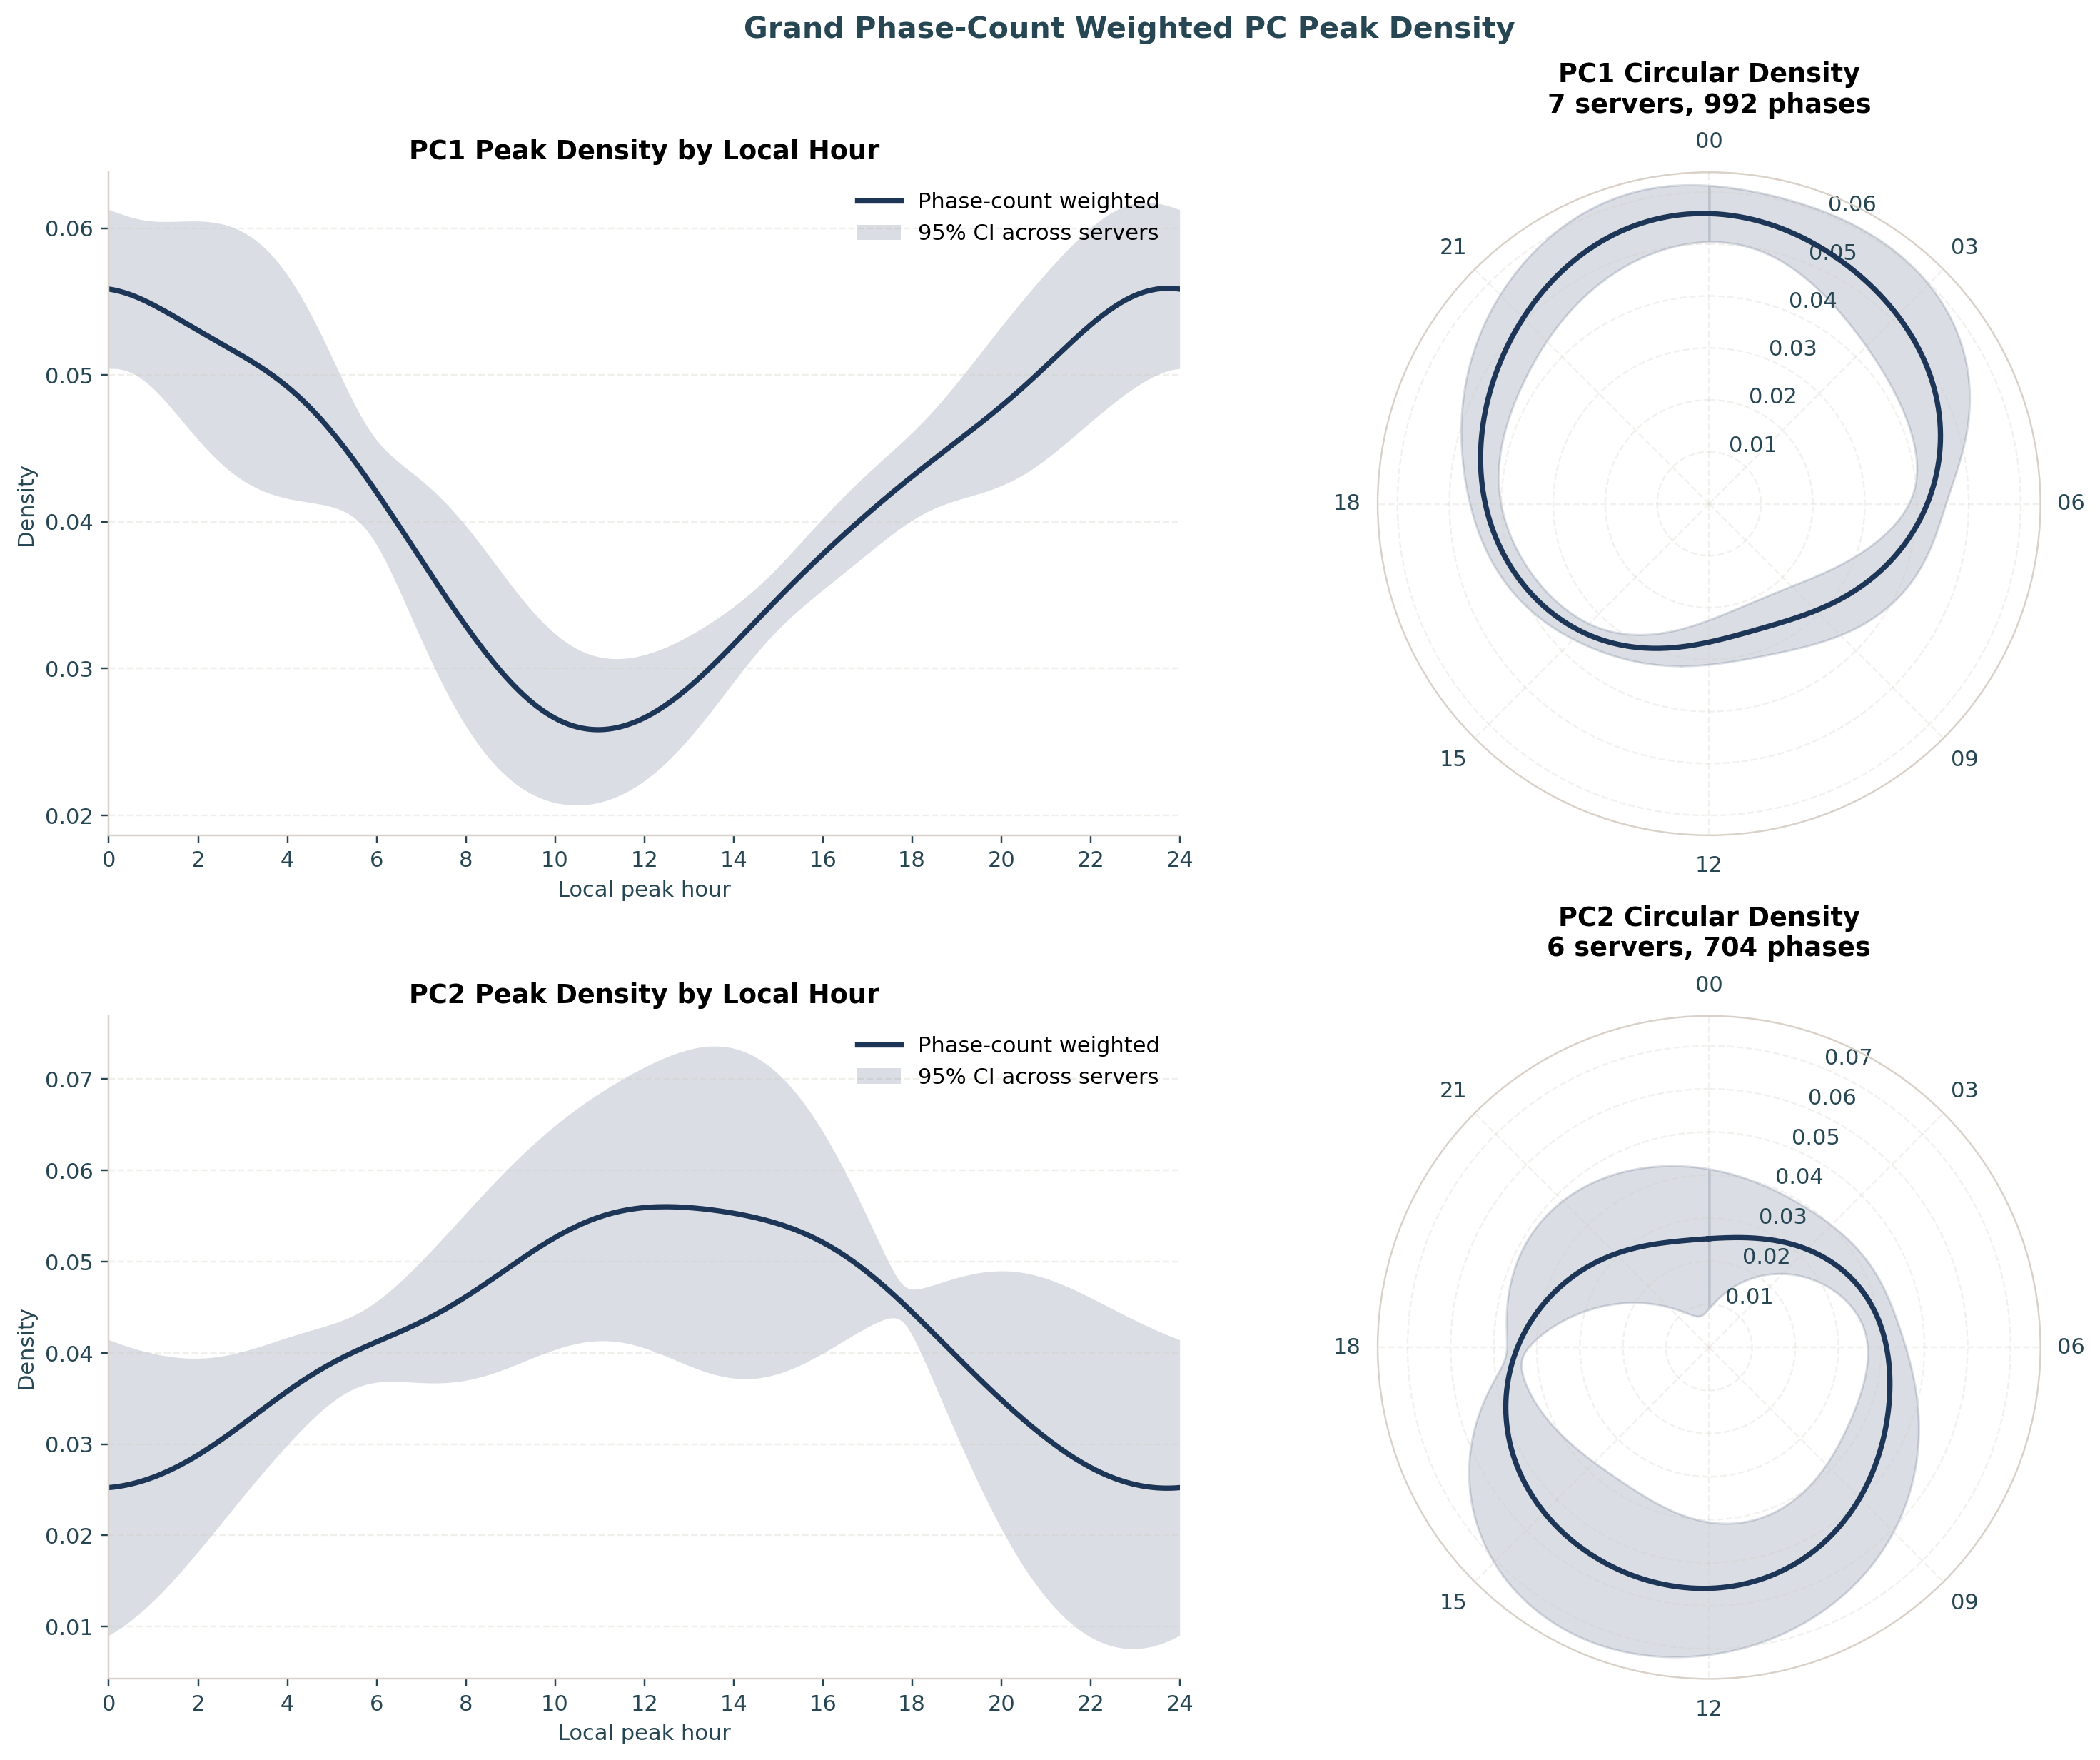 Grand Phase-Count Weighted PC Peak Density
PC1 Peak Density by Local Hour
Phase-count weighted
95% CI across servers
Density
0.06
0.05
0.04
0.03
0.02
0 2 4 6 8 10 12 14 16 18 20 22 24
Local peak hour
PC1 Circular Density
7 servers, 992 phases
00
21
0.06
03
0.05
0.04
0.03
0.02
0.01
18
06
15
09
12
PC2 Peak Density by Local Hour
Phase-count weighted
95% CI across servers
Density
0.07
0.06
0.05
0.04
0.03
0.02
0.01
0 2 4 6 8 10 12 14 16 18 20 22 24
Local peak hour
PC2 Circular Density
6 servers, 704 phases
00
0.07
21
03
0.06
0.05
0.04
0.03
0.02
0.01
18
06
15
09
12